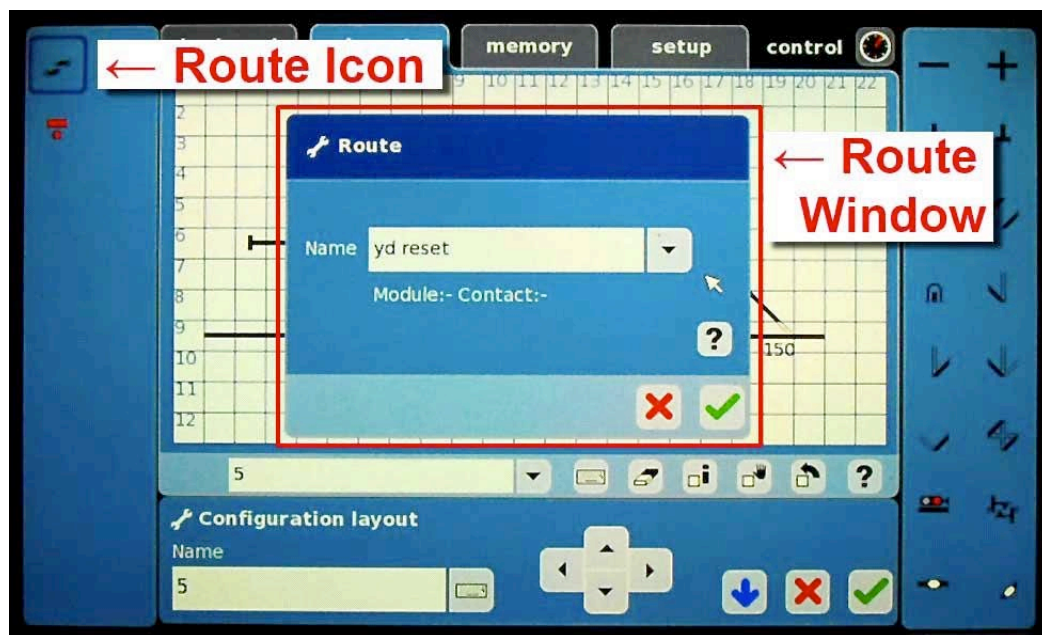 ← Route Icon
memory
setup
control
9 10 11 12 13 14 15 16 17 18 19 20 21 22
2
3
4
5
6
7
8
9
10
11
12
Route
Name yd reset
Module:- Contact:-
?
150
← Route
Window
5
i
?
Configuration layout
Name
5